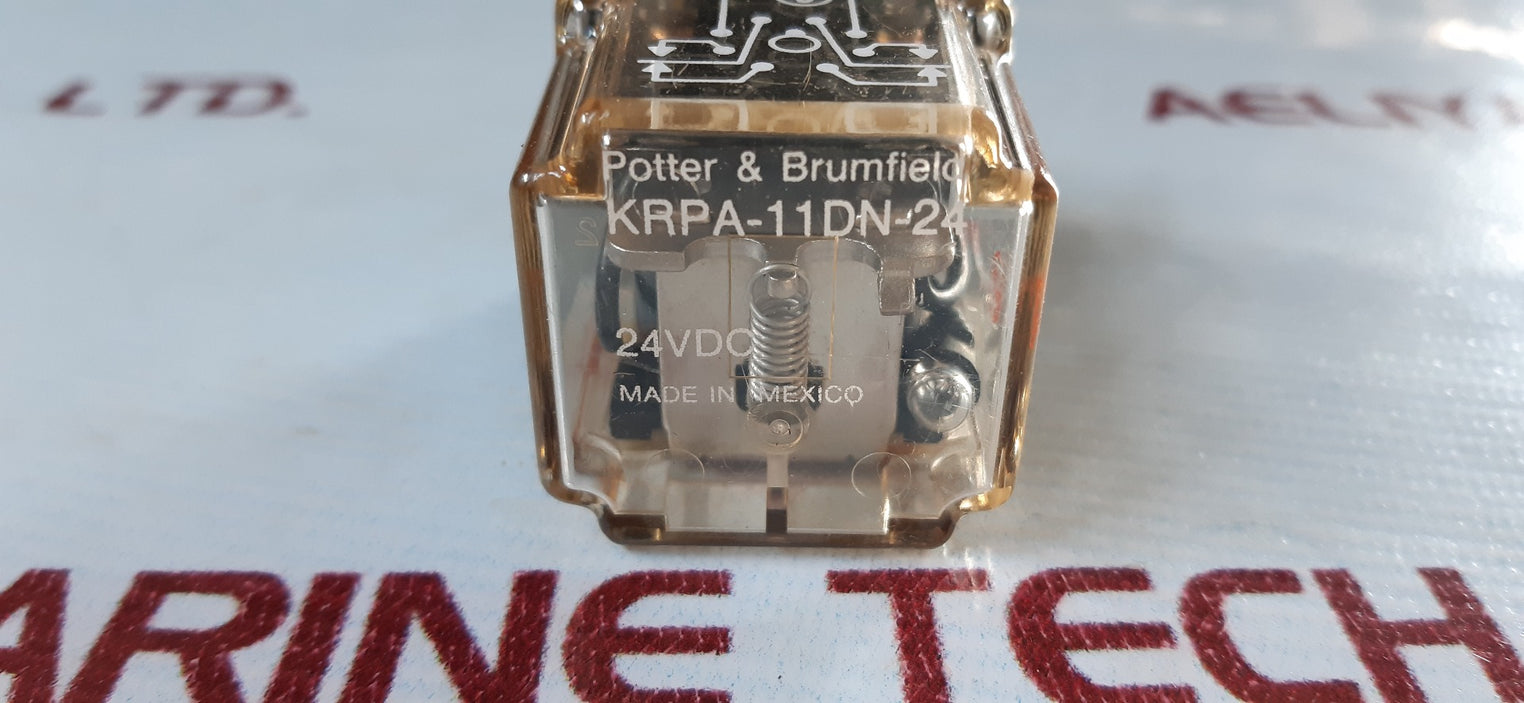 LTD.
Potter & Brumfield
KRPA-11DN-24
24VDC
MADE IN MEXICO
ARINE TECH